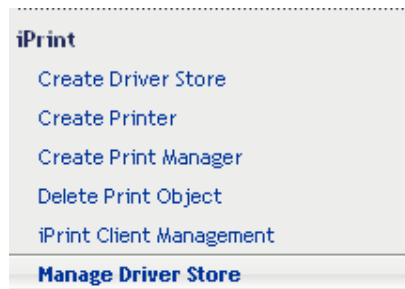 iPrint
Create Driver Store
Create Printer
Create Print Manager
Delete Print Object
iPrint Client Management
Manage Driver Store